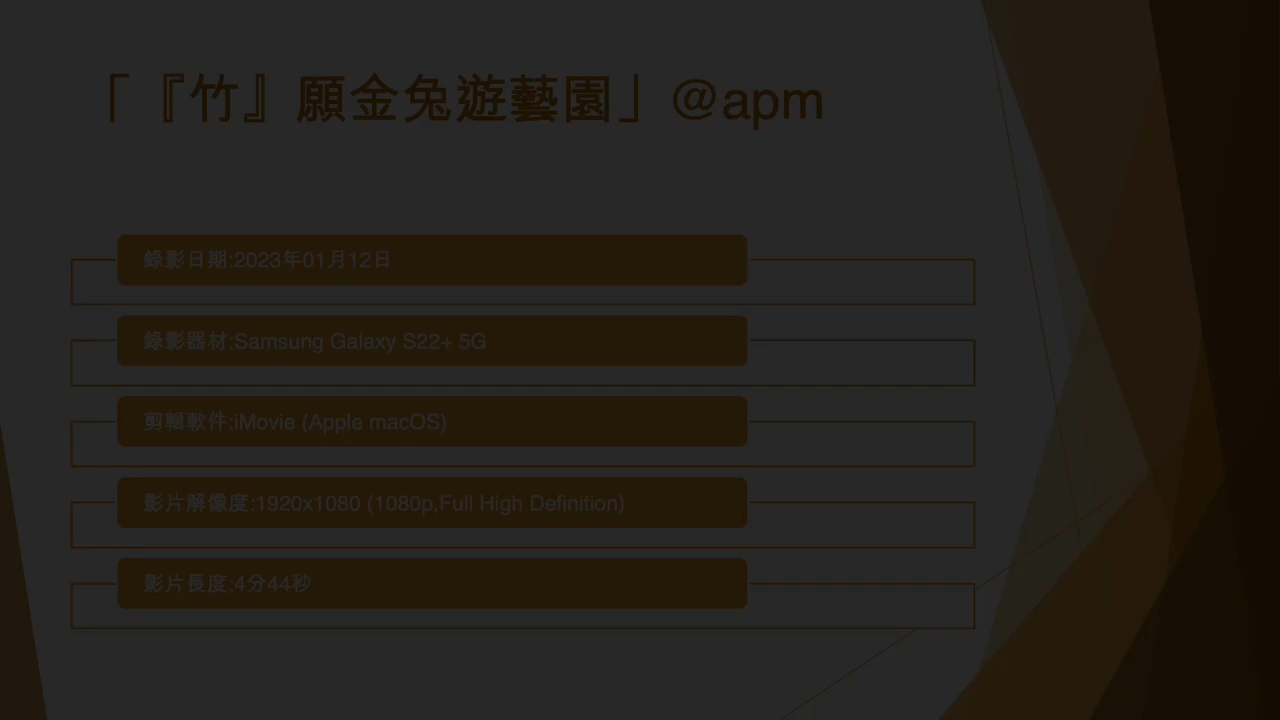 「『竹』願金兔遊藝園」@apm
錄影日期:2023年01月12日
錄影器材:Samsung Galaxy S22+ 5G
剪輯軟件:iMovie (Apple macOS)
影片解像度:1920x1080 (1080p,Full High Definition)
影片長度:4分44秒